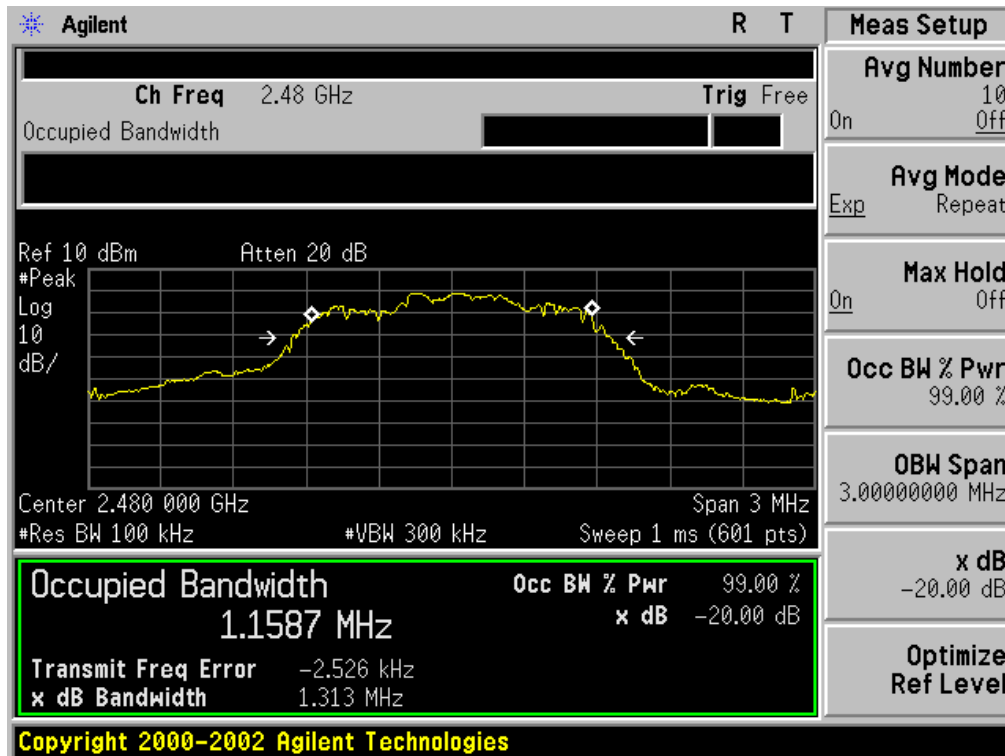 Agilent R T
Ch Freq 2.48 GHz Trig Free
Occupied Bandwidth
Ref 10 dBm Atten 20 dB
#Peak
Log
10
dB/
Center 2.480 000 GHz Span 3 MHz
#Res BW 100 kHz #VBW 300 kHz Sweep 1 ms (601 pts)
Occupied Bandwidth
1.1587 MHz
Occ BW % Pwr 99.00 %
x dB -20.00 dB
Transmit Freq Error -2.526 kHz
x dB Bandwidth 1.313 MHz
Meas Setup
Avg Number
10
On Off
Avg Mode
Exp Repeat
Max Hold
On Off
Occ BW % Pwr
99.00 %
OBW Span
3.00000000 MHz
x dB
-20.00 dB
Optimize
Ref Level
Copyright 2000-2002 Agilent Technologies